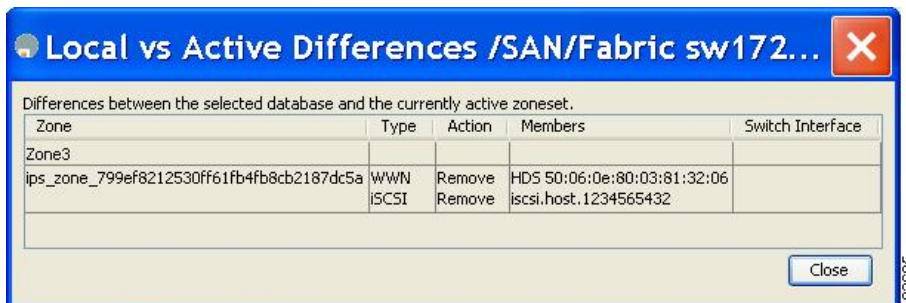 Local vs Active Differences /SAN/Fabric sw172...
Differences between the selected database and the currently active zoneset.
Zone Type Action Members Switch Interface
Zone3
ips_zone_799ef8212530ff61fb4fb8cb2187dc5a WWN Remove HDS 50:06:0e:80:03:81:32:06
iSCSI Remove iscsi.host.1234565432
Close